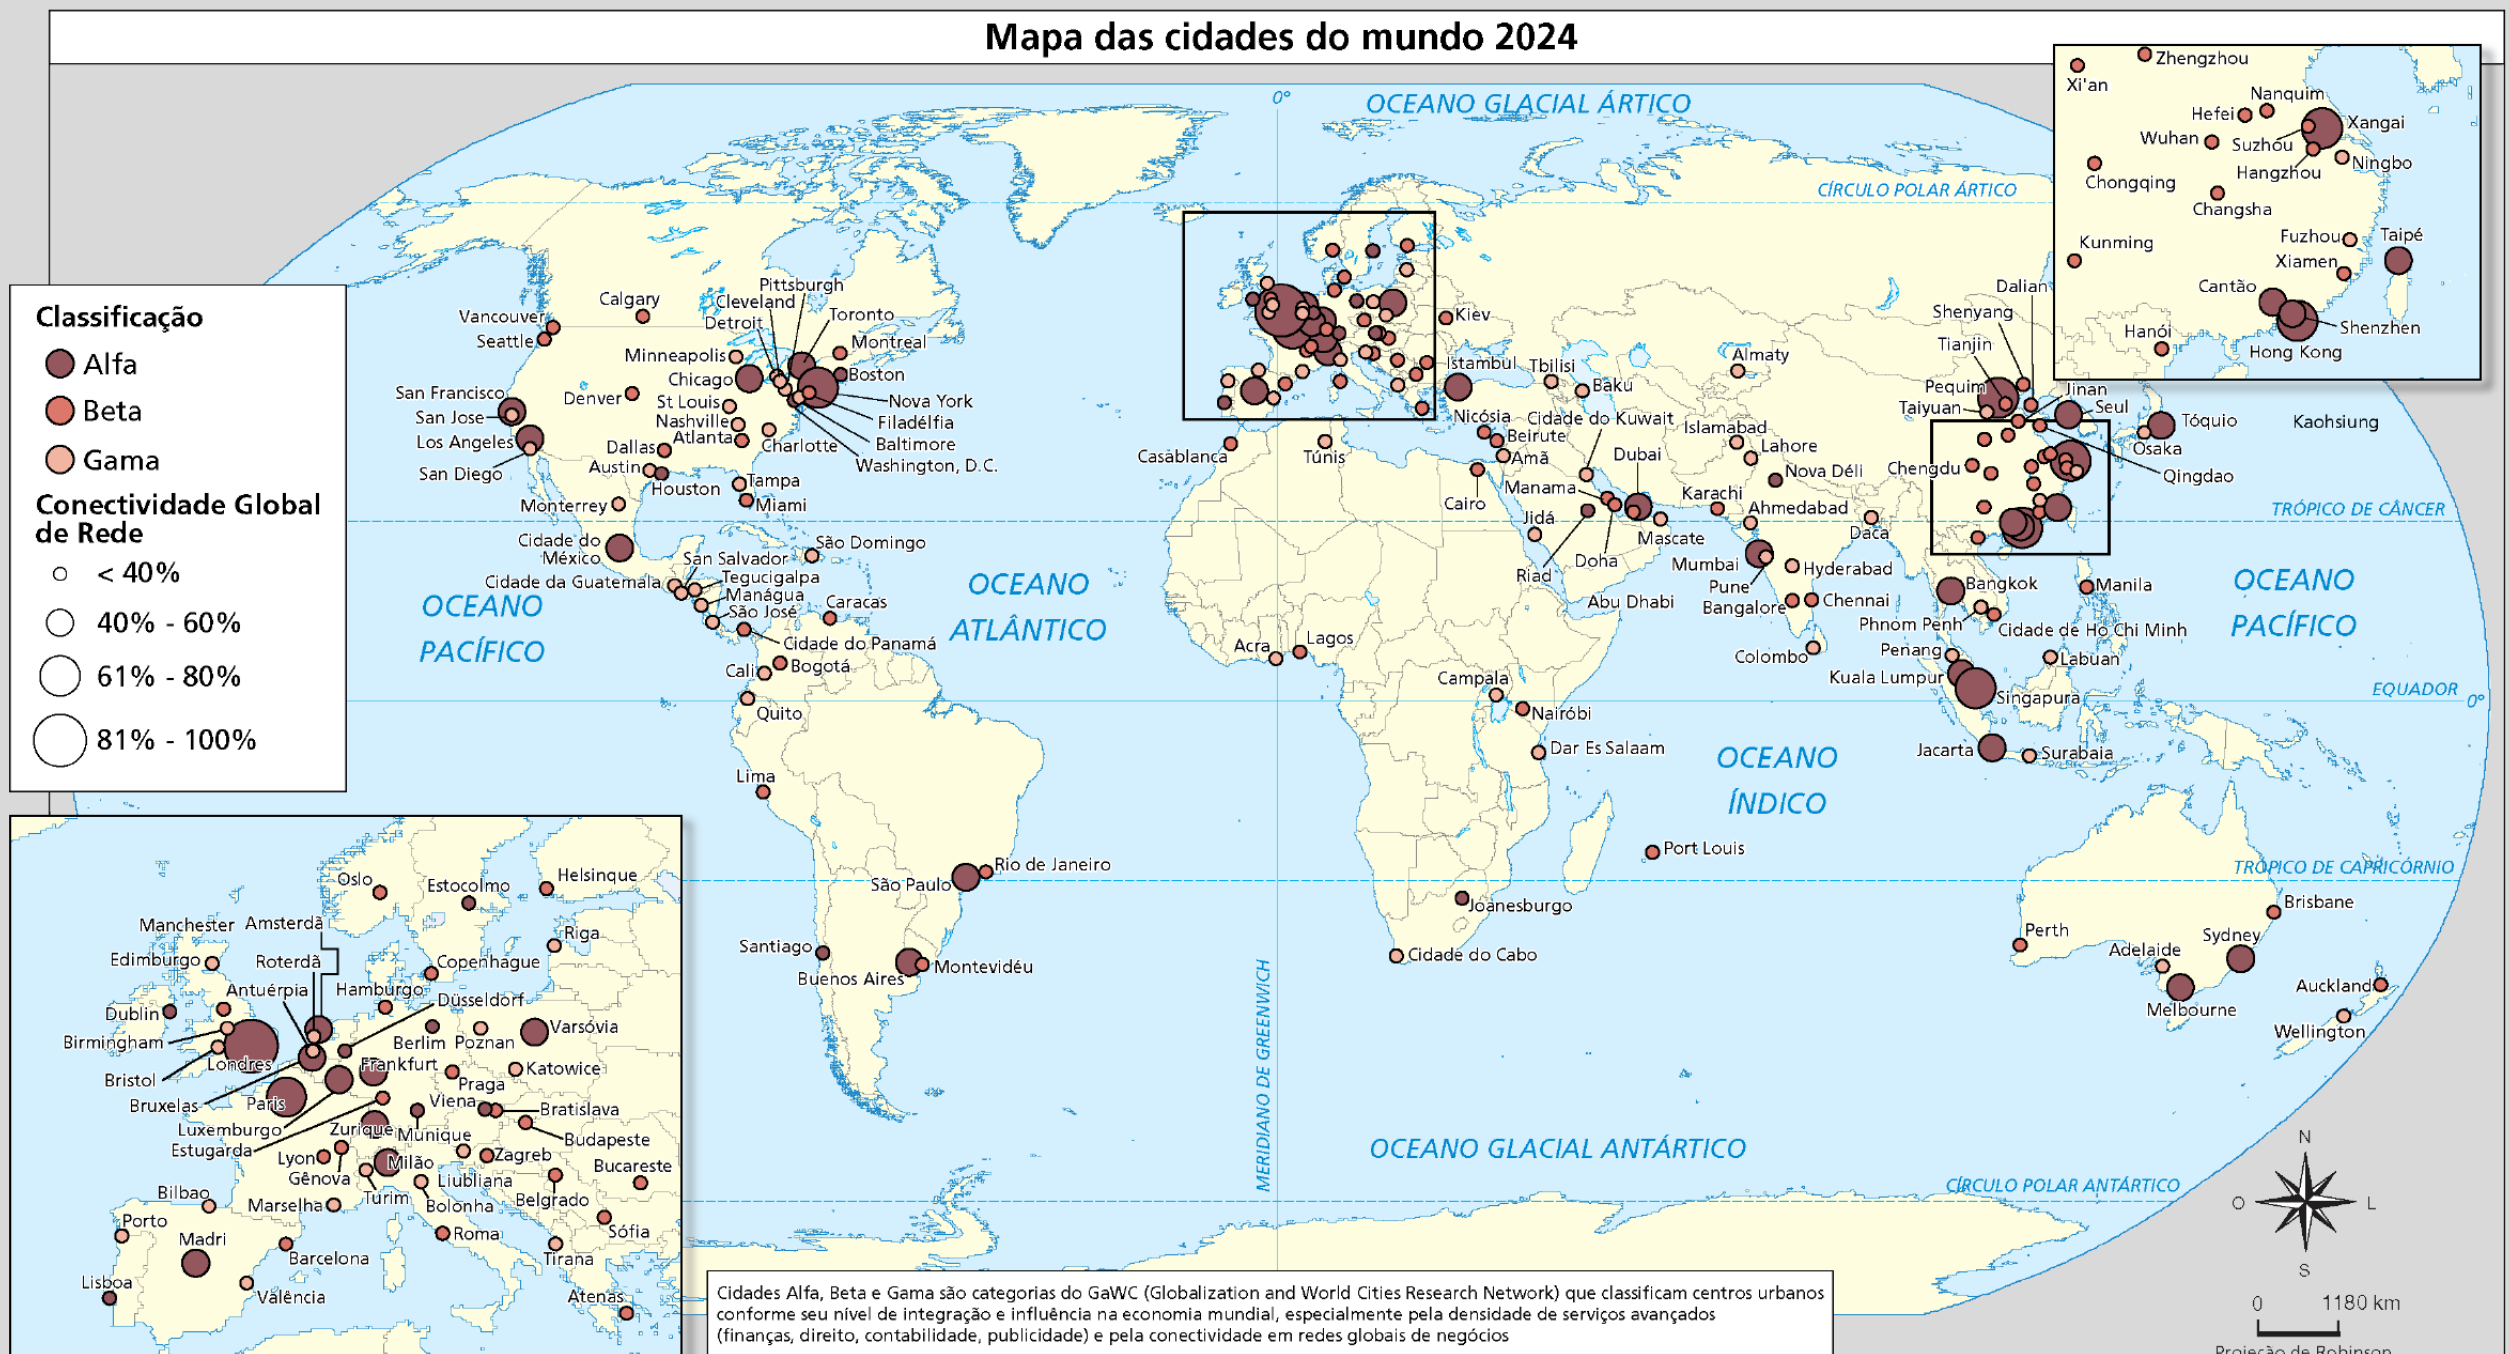 Mapa das cidades do mundo 2024
Classificação
Alfa
Beta
Gama
Conectividade Global
de Rede
< 40%
40% - 60%
61% - 80%
81% - 100%
0°
OCEANO GLACIAL ÁRTICO
CÍRCULO POLAR ÁRTICO
Vancouver
Seattle
Calgary
Pittsburgh
Cleveland
Detroit
Toronto
Montreal
Minneapolis
Chicago
Boston
San Francisco
San Jose
Los Angeles
San Diego
Denver
St Louis
Nashville
Atlanta
Dallas
Austin
Houston
Charlotte
Nova York
Filadélfia
Baltimore
Washington, D.C.
Tampa
Miami
Monterrey
Cidade do
México
São Domingo
San Salvador
Cidade da Guatemala
Tegucigalpa
Manágua
São José
Caracas
Cidade do Panamá
Bogotá
Cali
Quito
Lima
Rio de Janeiro
São Paulo
Santiago
Buenos Aires
Montevidéu
OCEANO
PACÍFICO
OCEANO
ATLÂNTICO
Kiev
Istambul
Tbilisi
Baku
Almaty
Nicósia
Beirute
Amã
Cidade do Kuwait
Islamabad
Lahore
Nova Déli
Casablanca
Túnis
Cairo
Manama
Dubai
Karachi
Ahmedabad
Daca
Jidá
Mascate
Riad
Doha
Abu Dhabi
Mumbai
Pune
Hyderabad
Bangalore
Chennai
Colombo
Acra
Lagos
Campala
Nairóbi
Dar Es Salaam
Port Louis
Joanesburgo
Cidade do Cabo
OCEANO
ÍNDICO
MERIDIANO DE GREENWICH
OCEANO GLACIAL ANTÁRTICO
CÍRCULO POLAR ANTÁRTICO
Dalian
Shenyang
Tianjin
Pequim
Taiyuan
Jinan
Seul
Tóquio
Osaka
Kaohsiung
Qingdao
Chengdu
TRÓPICO DE CÂNCER
Bangkok
Manila
Phnom Penh
Cidade de Ho Chi Minh
Penang
Labuan
Kuala Lumpur
Singapura
Jacarta
Surabaia
OCEANO
PACÍFICO
EQUADOR
0°
TRÓPICO DE CAPRICÓRNIO
Brisbane
Perth
Adelaide
Sydney
Melbourne
Auckland
Wellington
Xi'an
Zhengzhou
Nanquim
Hefei
Xangai
Wuhan
Suzhou
Ningbo
Hangzhou
Chongqing
Changsha
Kunming
Fuzhou
Taipé
Xiamen
Cantão
Shenzhen
Hanói
Hong Kong
Oslo
Estocolmo
Helsinque
Manchester
Amsterdã
Riga
Edimburgo
Roterdã
Copenhague
Antuérpia
Hamburgo
Düsseldorf
Dublin
Varsóvia
Birmingham
Berlim
Poznan
Londres
Frankfurt
Katowice
Bristol
Praga
Bruxelas
Paris
Viena
Bratislava
Luxemburgo
Zurique
Munique
Budapeste
Estugarda
Lyon
Milão
Zagreb
Bucareste
Gênova
Turim
Liubliana
Bilbao
Marselha
Bolonha
Belgrado
Porto
Madri
Roma
Sófia
Barcelona
Tirana
Lisboa
Valência
Atenas
Cidades Alfa, Beta e Gama são categorias do GaWC (Globalization and World Cities Research Network) que classificam centros urbanos
conforme seu nível de integração e influência na economia mundial, especialmente pela densidade de serviços avançados
(finanças, direito, contabilidade, publicidade) e pela conectividade em redes globais de negócios
N
O
L
S
0
1180 km
Projeção de Robinson